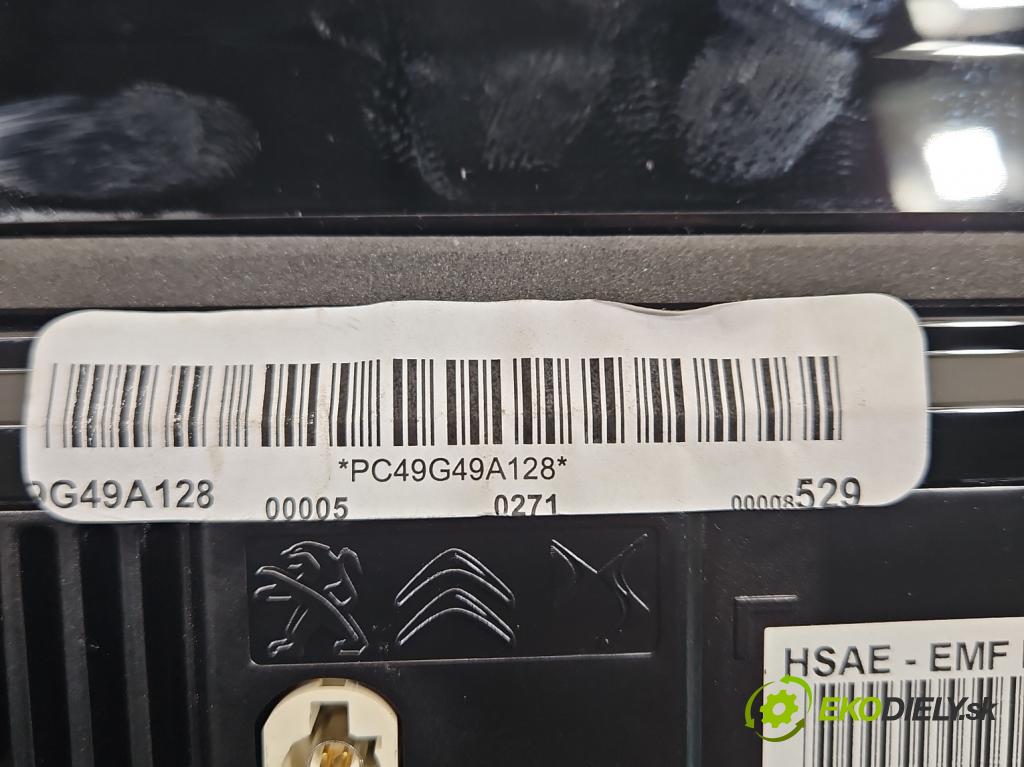 *PC49G49A128*
G49A128 00005 0271 00008529
HSAE - EMF
EKODIELY.sk